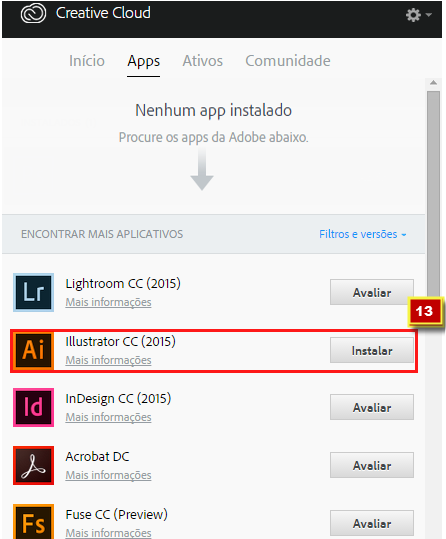 Creative Cloud
Início Apps Ativos Comunidade
Nenhum app instalado
Procure os apps da Adobe abaixo.
ENCONTRAR MAIS APLICATIVOS Filtros e versões
Lr Lightroom CC (2015) Avaliar
Mais informações
13
Ai Illustrator CC (2015) Instalar
Mais informações
Id InDesign CC (2015) Avaliar
Mais informações
Acrobat DC Avaliar
Mais informações
Fs Fuse CC (Preview) Avaliar
Mais informações